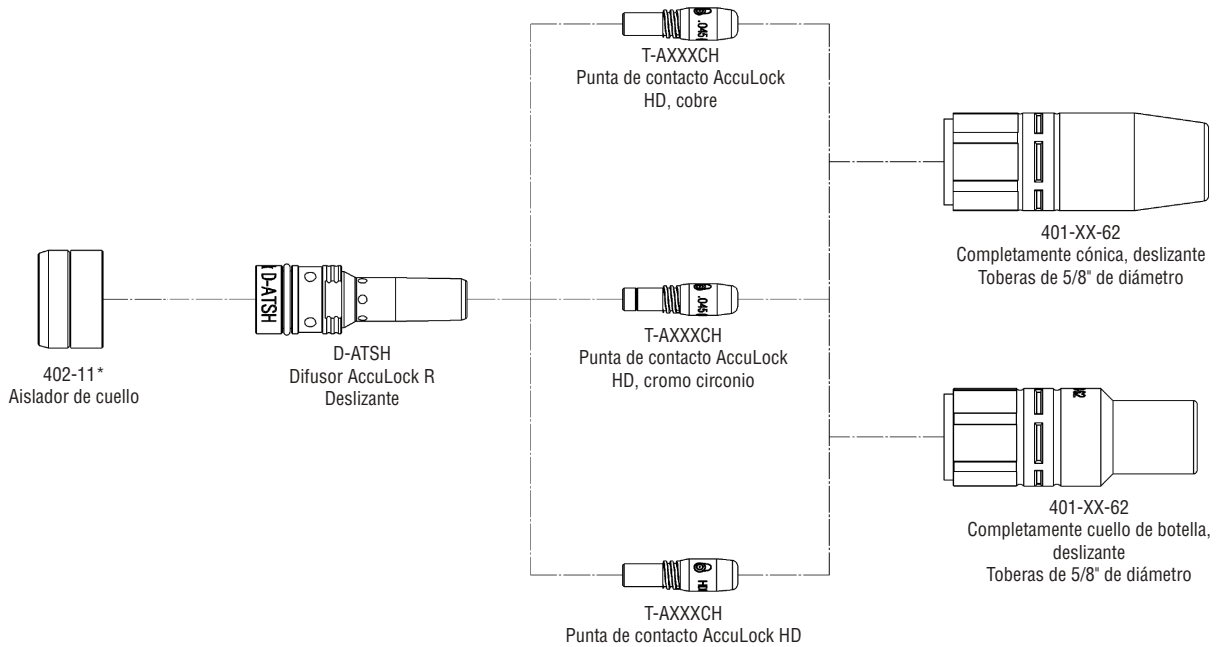 .045
T-AXXXCH
Punta de contacto AccuLock
HD, cobre
401-XX-62
Completamente cónica, deslizante
Toberas de 5/8" de diámetro
402-11*
Aislador de cuello
D-ATSH
D-ATSH
Difusor AccuLock R
Deslizante
.045
T-AXXXCH
Punta de contacto AccuLock
HD, cromo circonio
401-XX-62
Completamente cuello de botella,
deslizante
Toberas de 5/8" de diámetro
T-AXXXCH
Punta de contacto AccuLock HD